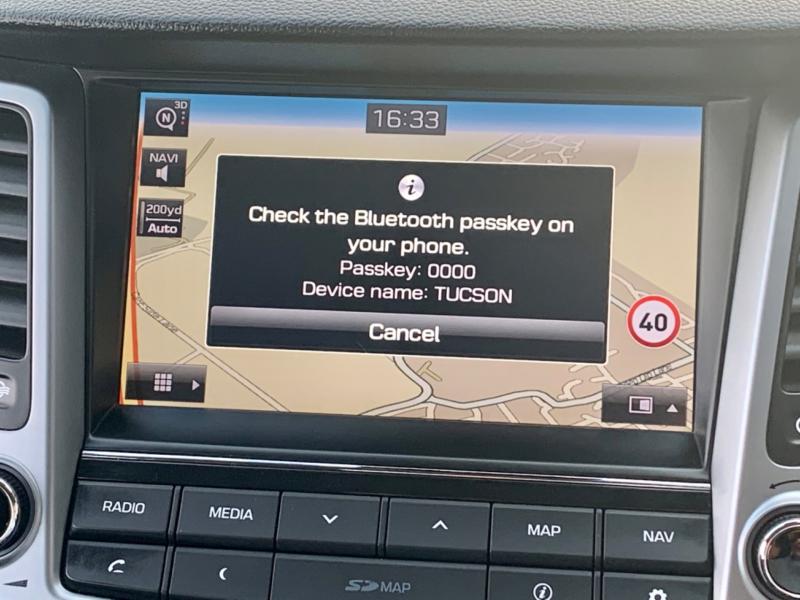 3D
N
16:33
NAVI
200yd
Auto
i
Check the Bluetooth passkey on
your phone.
Passkey: 0000
Device name: TUCSON
Cancel
40
RADIO
MEDIA
MAP
NAV
SD MAP
i